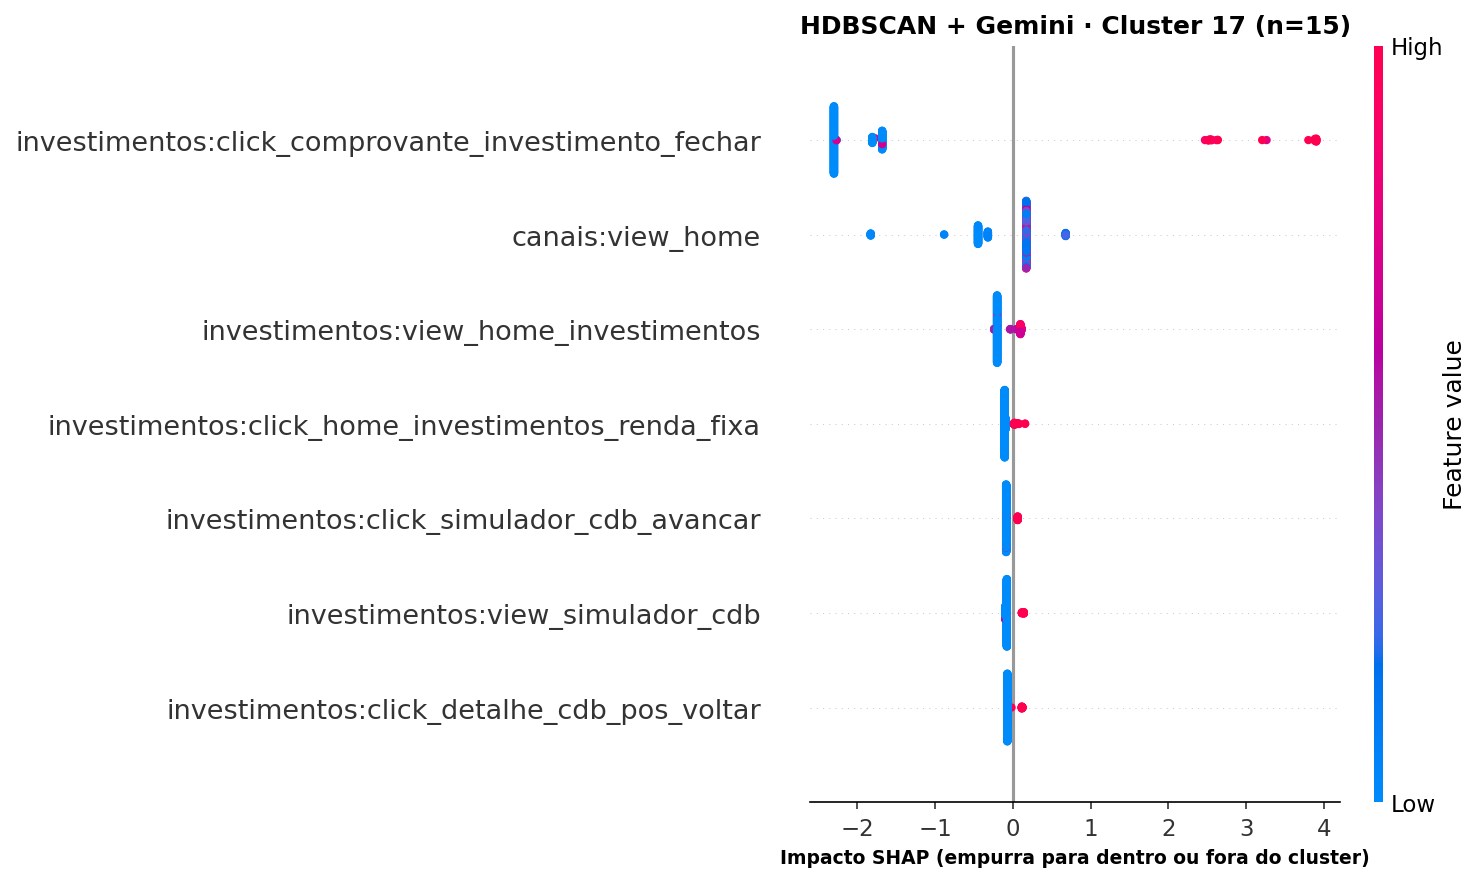 HDBSCAN + Gemini · Cluster 17 (n=15)
High
investimentos:click_comprovante_investimento_fechar
canais:view_home
investimentos:view_home_investimentos
investimentos:click_home_investimentos_renda_fixa
investimentos:click_simulador_cdb_avancar
investimentos:view_simulador_cdb
investimentos:click_detalhe_cdb_pos_voltar
Feature value
Low
−2 −1 0 1 2 3 4
Impacto SHAP (empurra para dentro ou fora do cluster)